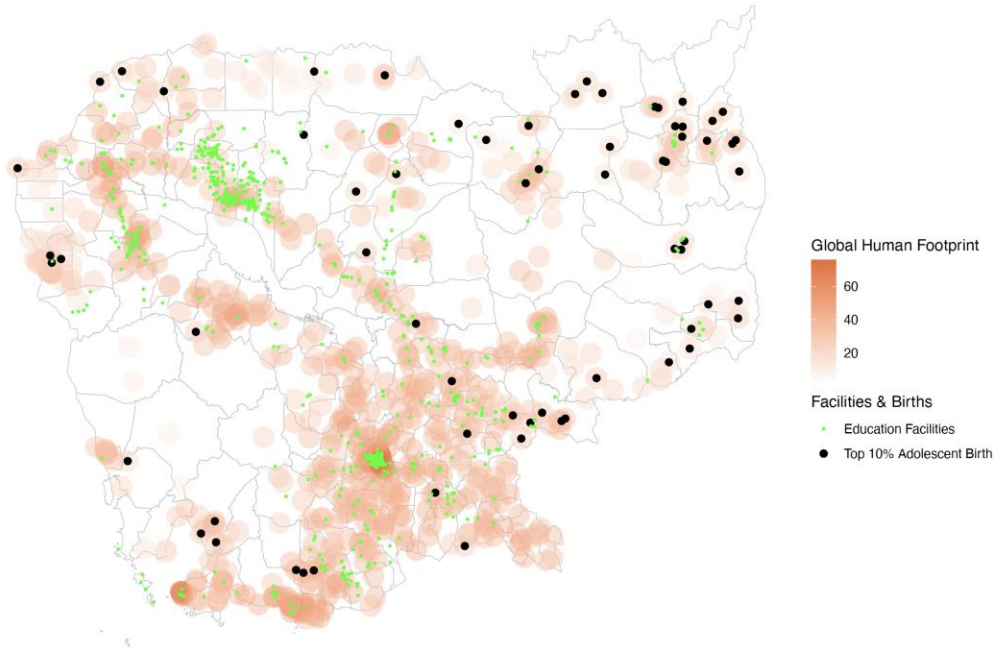 Global Human Footprint
60
40
20
Facilities & Births
Education Facilities
Top 10% Adolescent Birth